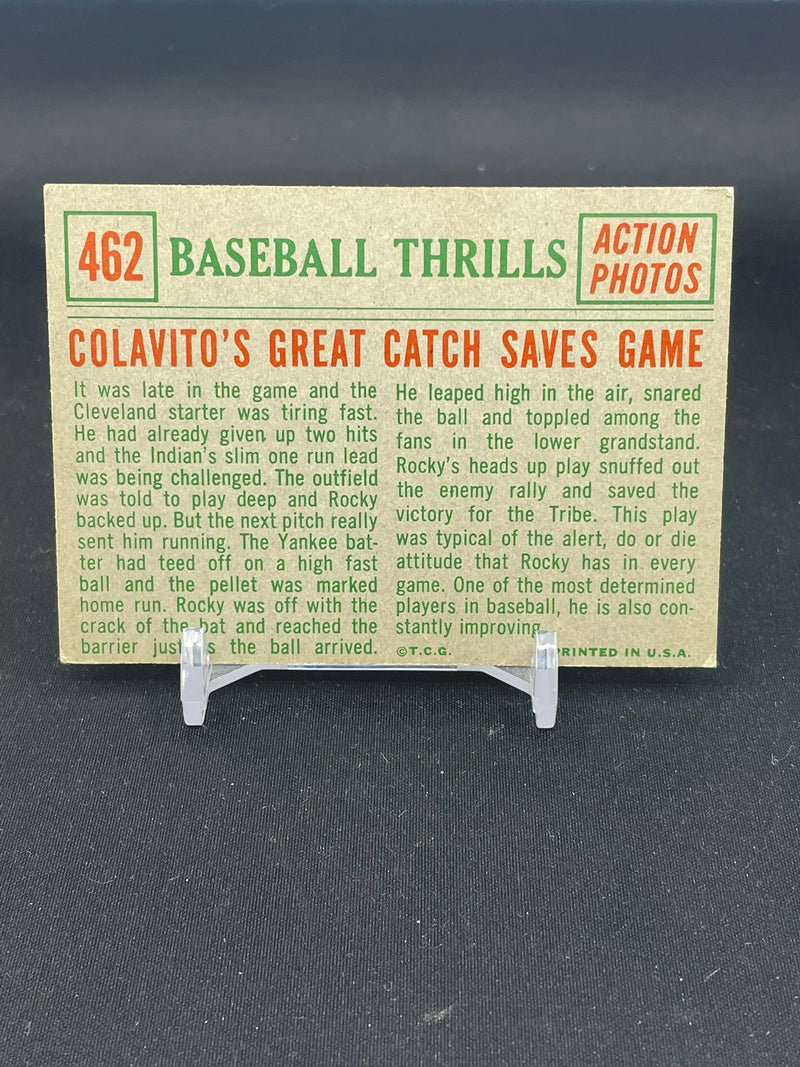 462
BASEBALL THRILLS
ACTION
PHOTOS
COLAVITO'S GREAT CATCH SAVES GAME
It was late in the game and the
Cleveland starter was tiring fast.
He had already given up two hits
and the Indian's slim one run lead
was being challenged. The outfield
was told to play deep and Rocky
backed up. But the next pitch really
sent him running. The Yankee bat-
ter had teed off on a high fast
ball and the pellet was marked
home run. Rocky was off with the
crack of the bat and reached the
barrier just as the ball arrived.
He leaped high in the air, snared
the ball and toppled among the
fans in the lower grandstand.
Rocky's heads up play snuffed out
the enemy rally and saved the
victory for the Tribe. This play
was typical of the alert, do or die
attitude that Rocky has in every
game. One of the most determined
players in baseball, he is also con-
stantly improving.
©T.C.G.
PRINTED IN U.S.A.